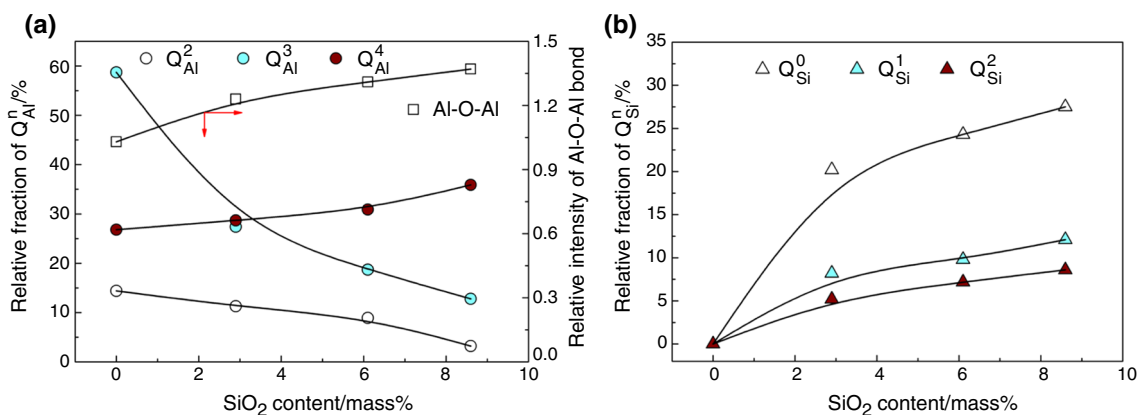 (a)
Q²Al Q³Al Q⁴Al
Al-O-Al
Relative fraction of QⁿAl/%
60
50
40
30
20
10
0
1.5
1.2
0.9
0.6
0.3
0.0
Relative intensity of Al-O-Al bond
0 2 4 6 8 10
SiO₂ content/mass%
(b)
Q⁰Si Q¹Si Q²Si
Relative fraction of QⁿSi/%
35
30
25
20
15
10
5
0
0 2 4 6 8 10
SiO₂ content/mass%